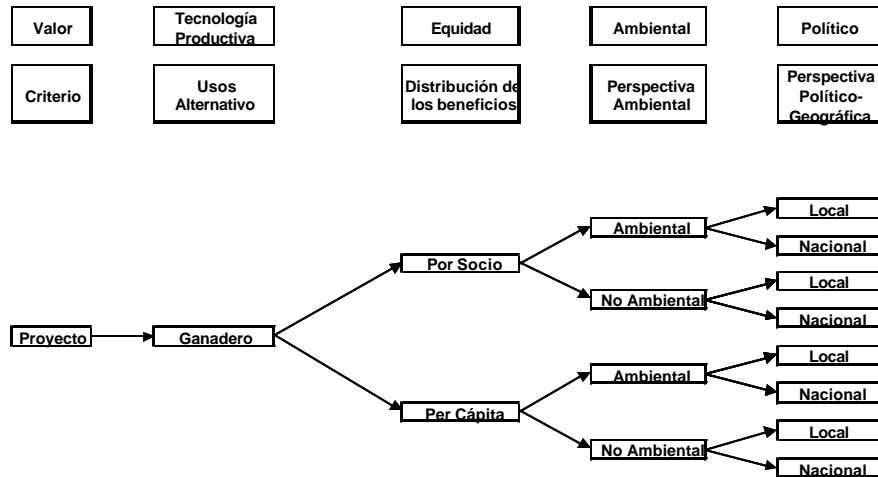 Valor
Tecnología
Productiva
Equidad
Ambiental
Político
Criterio
Usos
Alternativo
Distribución de
los beneficios
Perspectiva
Ambiental
Perspectiva
Político-
Geográfica
Proyecto
Ganadero
Por Socio
Ambiental
Local
Nacional
No Ambiental
Local
Nacional
Per Cápita
Ambiental
Local
Nacional
No Ambiental
Local
Nacional